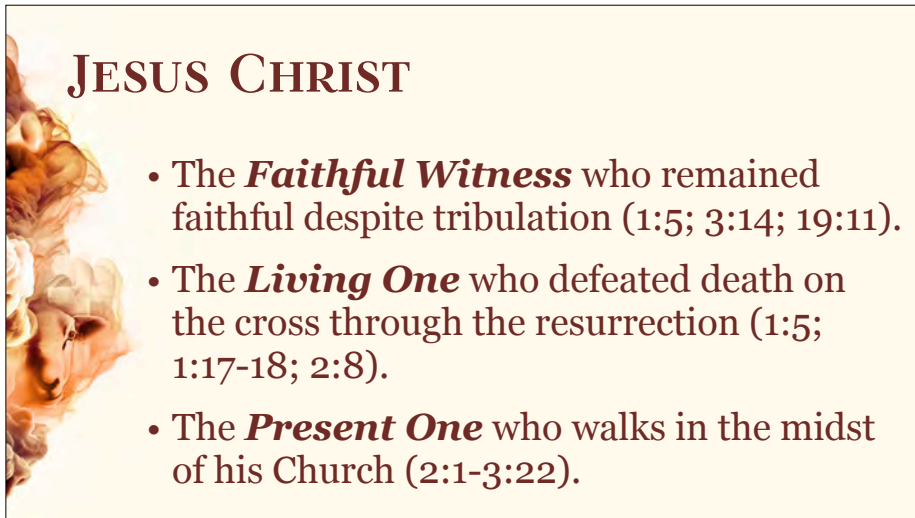 Jesus Christ
• The Faithful Witness who remained
faithful despite tribulation (1:5; 3:14; 19:11).
• The Living One who defeated death on
the cross through the resurrection (1:5;
1:17-18; 2:8).
• The Present One who walks in the midst
of his Church (2:1-3:22).